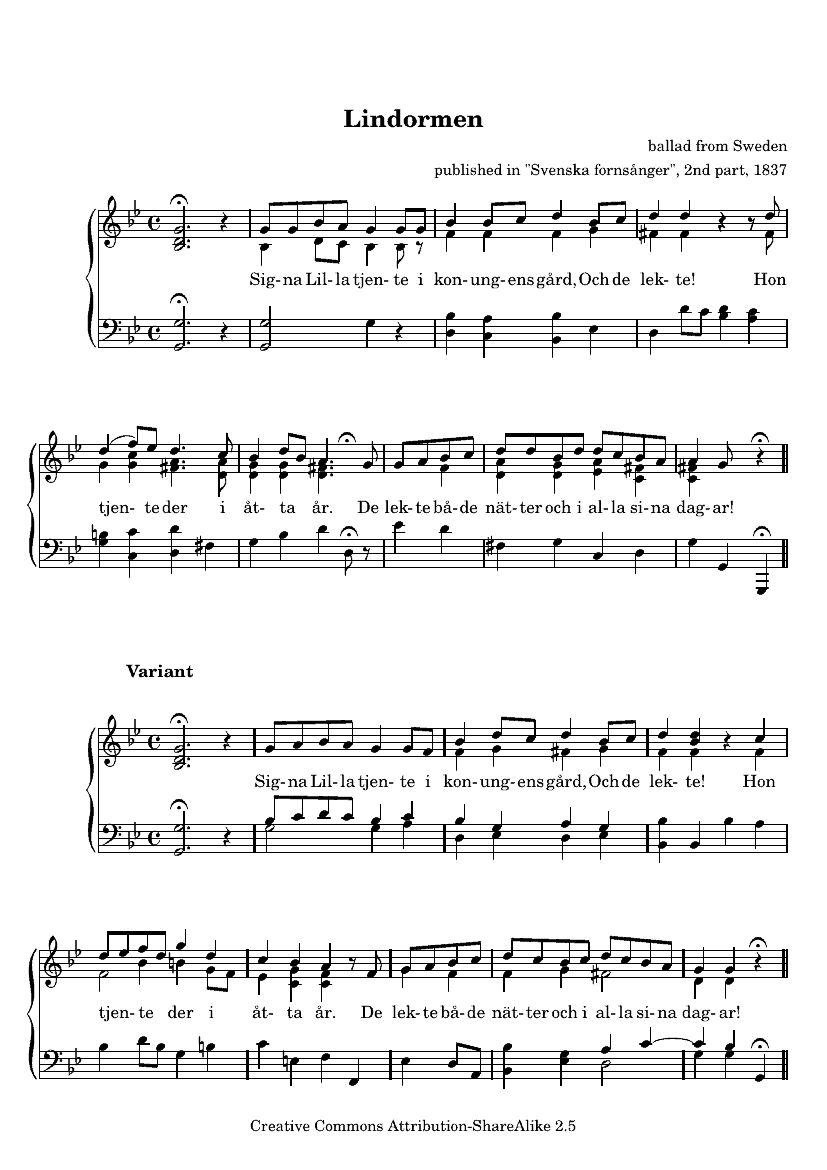 Lindormen
ballad from Sweden
published in "Svenska fornsånger", 2nd part, 1837
Sig-na Lil-la tjen- te i kon-ung-ens gård, Och de lek- te! Hon
tjen- te der i åt- ta år. De lek-te bå-de nät-ter och i al-la si-na dag-ar!
Variant
Sig-na Lil-la tjen- te i kon-ung-ens gård, Och de lek- te! Hon
tjen-te der i åt- ta år. De lek-te bå-de nät-ter och i al-la si-na dag-ar!
Creative Commons Attribution-ShareAlike 2.5